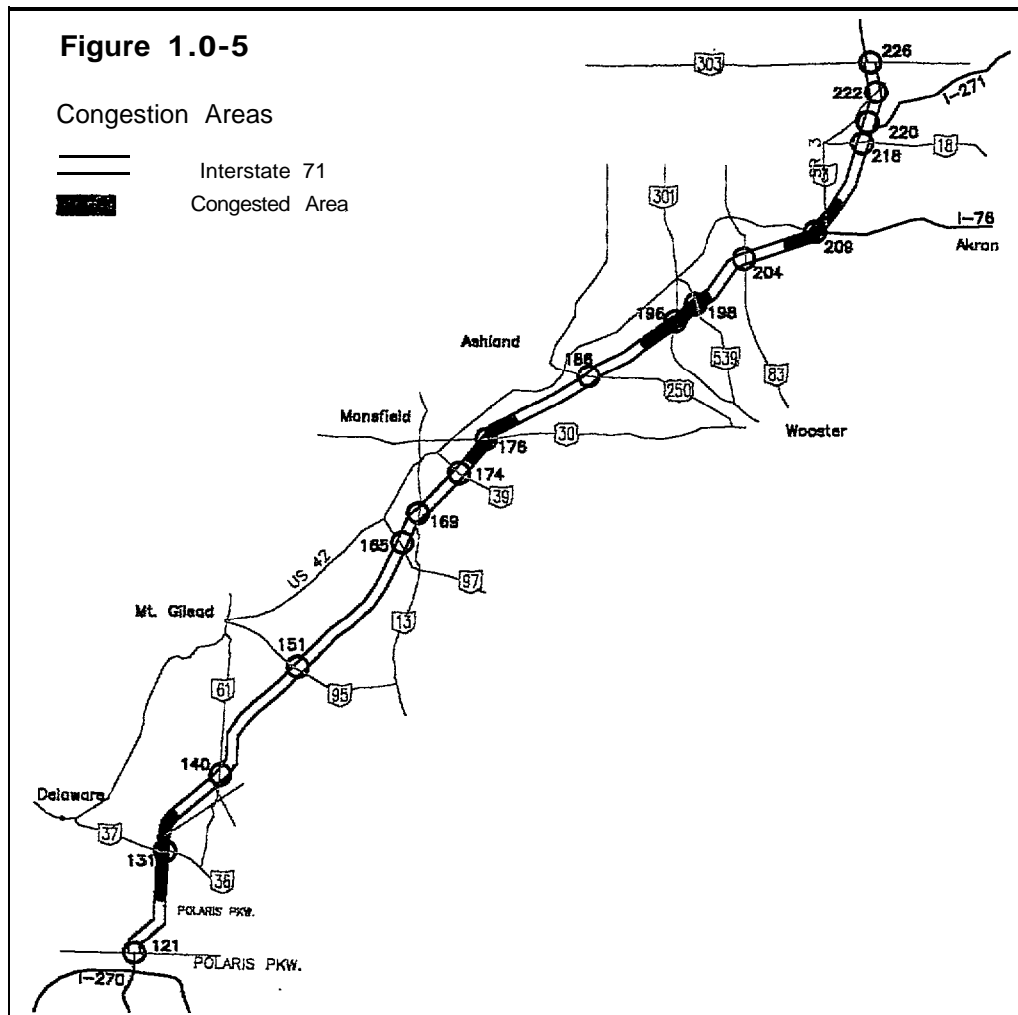 Figure 1.0-5
Congestion Areas
Interstate 71
Congested Area
303
226
222
I-271
220
218
18
SR 3
3
301
I-76
Akron
209
204
196
198
Ashland
186
539
83
250
Mansfield
Wooster
176
30
174
39
169
165
US 42
97
Mt. Gilead
13
151
61
95
140
Delaware
37
131
36
POLARIS PKW.
121
POLARIS PKW.
I-270